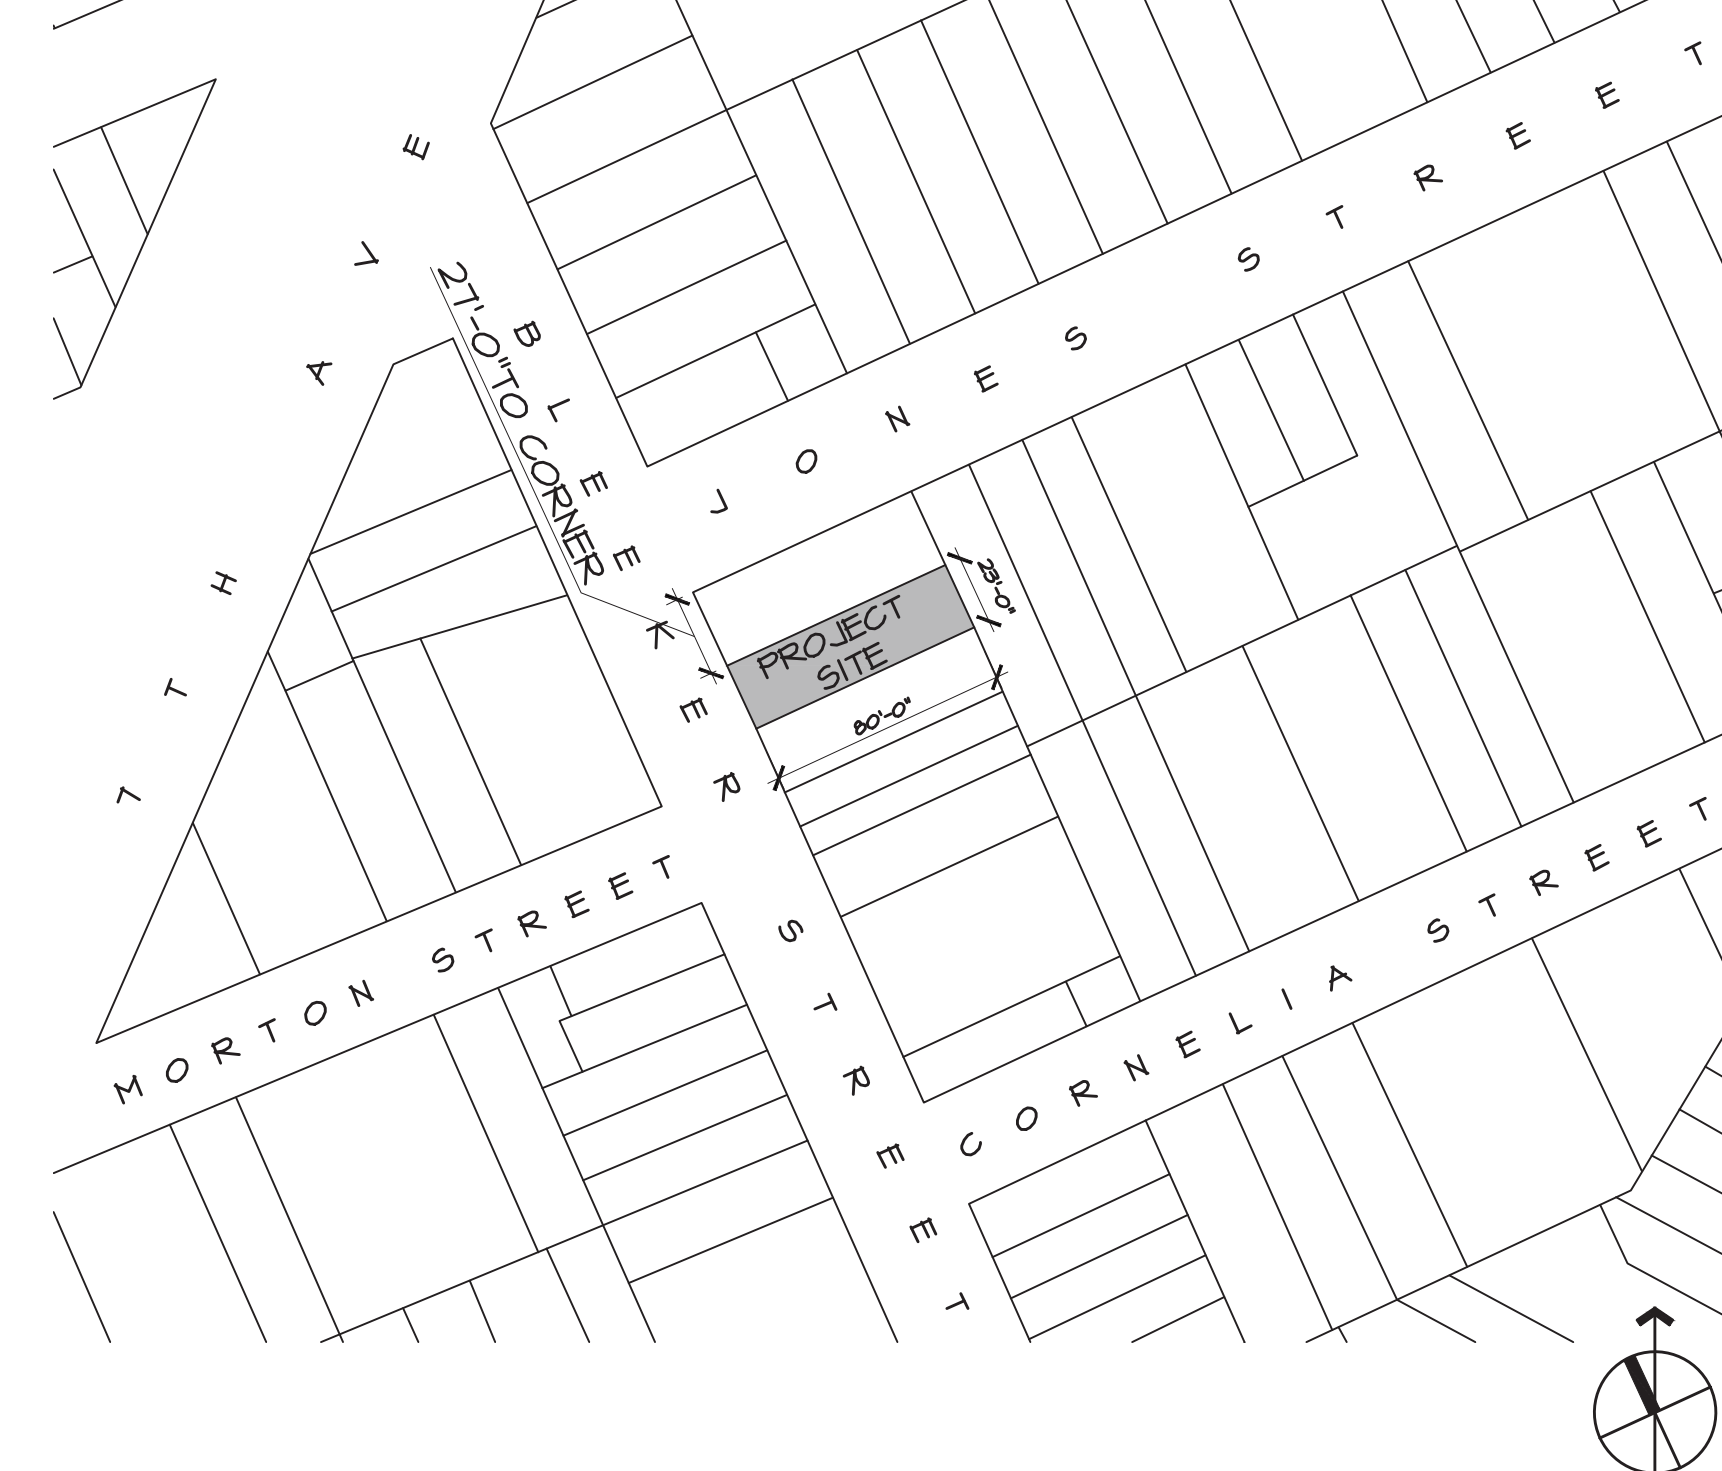 7TH AVE
27'-0" TO CORNER
BLEEKER STREET
JONES STREET
PROJECT
SITE
23'-0"
80'-0"
MORTON STREET
CORNELIA STREET